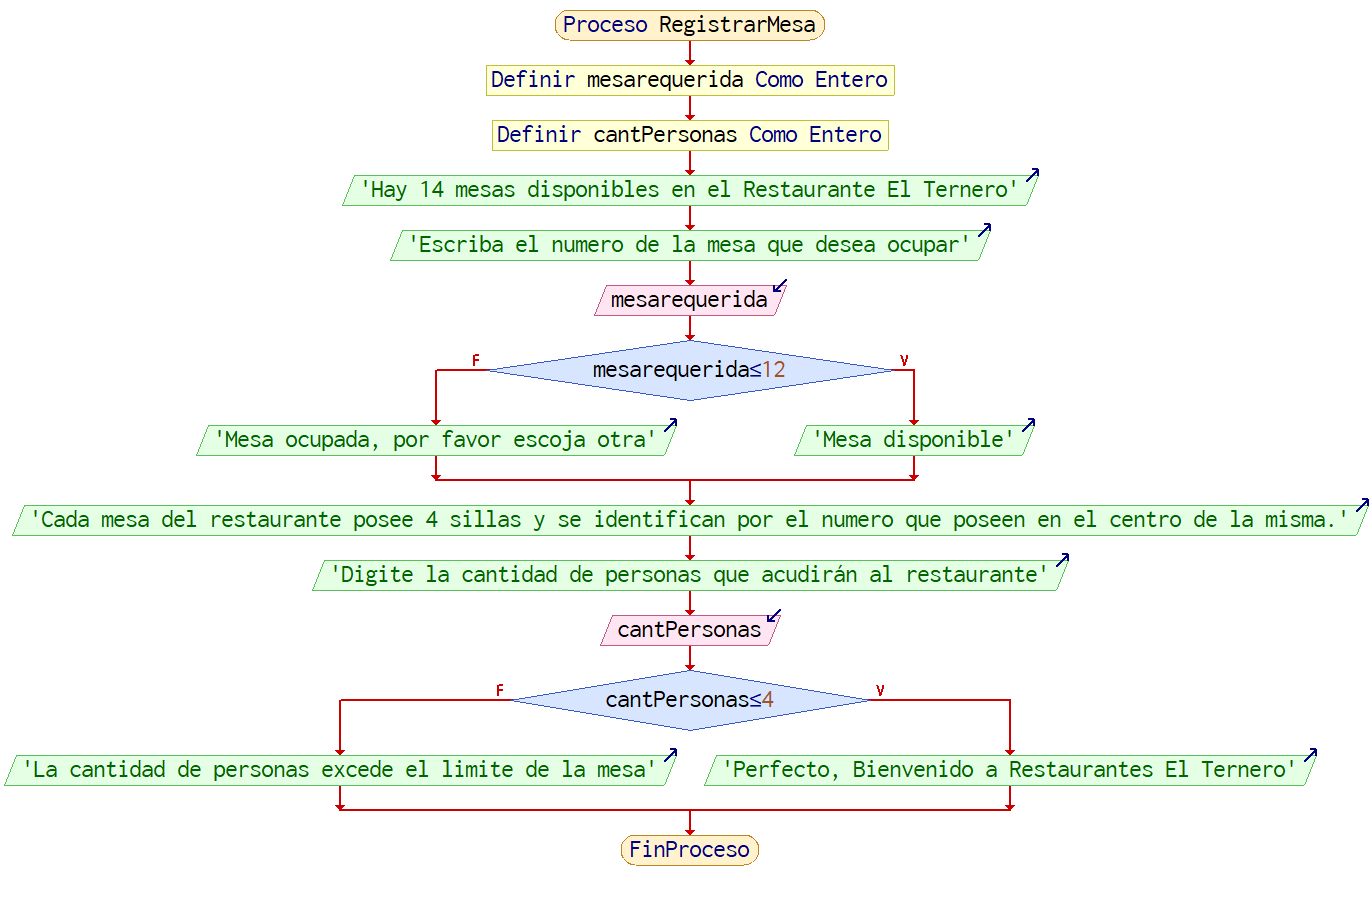 Proceso RegistrarMesa
Definir mesarequerida Como Entero
Definir cantPersonas Como Entero
'Hay 14 mesas disponibles en el Restaurante El Ternero'
'Escriba el numero de la mesa que desea ocupar'
mesarequerida
F
V
mesarequerida≤12
'Mesa ocupada, por favor escoja otra'
'Mesa disponible'
'Cada mesa del restaurante posee 4 sillas y se identifican por el numero que poseen en el centro de la misma.'
'Digite la cantidad de personas que acudirán al restaurante'
cantPersonas
F
V
cantPersonas≤4
'La cantidad de personas excede el limite de la mesa'
'Perfecto, Bienvenido a Restaurantes El Ternero'
FinProceso